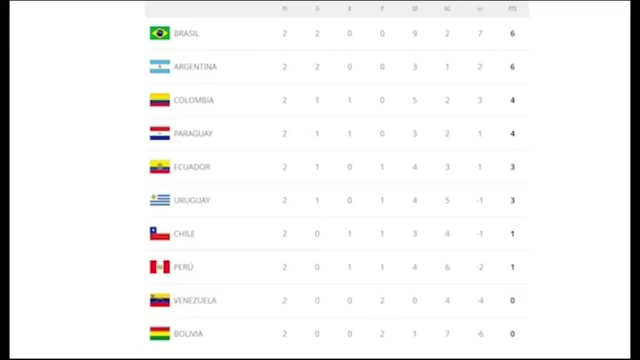 BRASIL 2 2 0 0 9 2 7 6
ARGENTINA 2 2 0 0 3 1 2 6
COLOMBIA 2 1 1 0 5 2 3 4
PARAGUAY 2 1 1 0 3 2 1 4
ECUADOR 2 1 0 1 4 3 1 3
URUGUAY 2 1 0 1 4 5 -1 3
CHILE 2 0 1 1 3 4 -1 1
PERÚ 2 0 1 1 4 6 -2 1
VENEZUELA 2 0 0 2 0 4 -4 0
BOLIVIA 2 0 0 2 1 7 -6 0